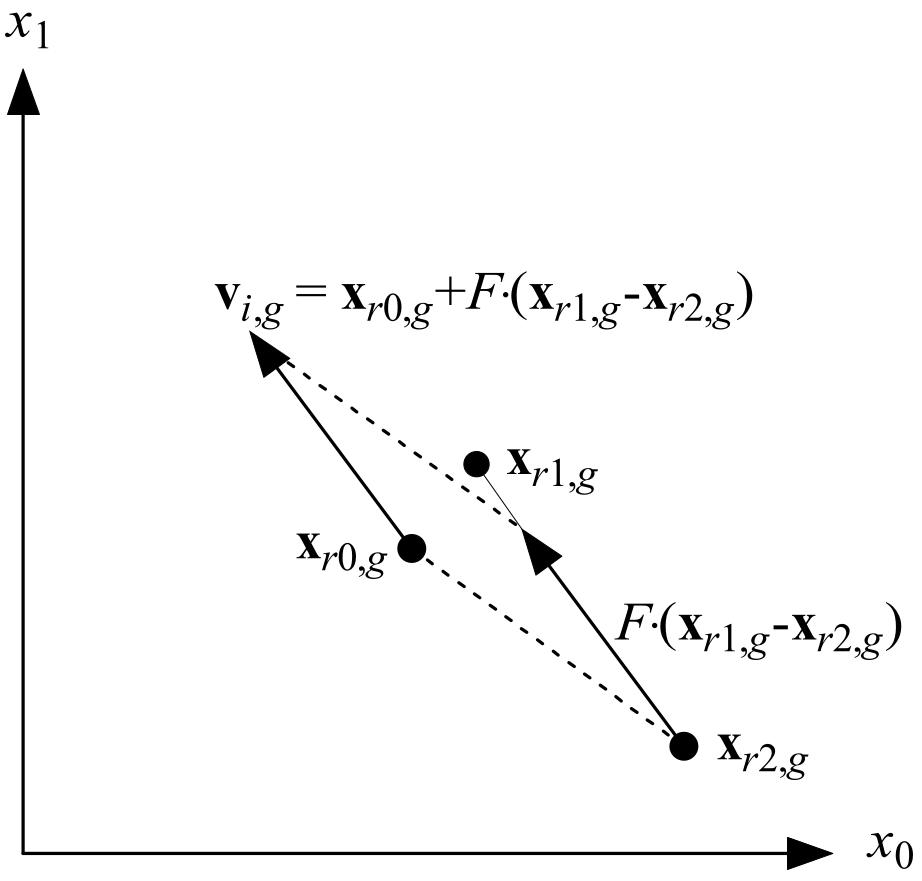 x1
vi,g = xr0,g+F·(xr1,g-xr2,g)
xr1,g
xr0,g
F·(xr1,g-xr2,g)
xr2,g
x0